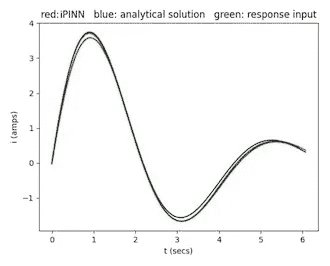 red:iPINN blue: analytical solution green: response input
4
3
2
1
0
−1
i (amps)
0 1 2 3 4 5 6
t (secs)